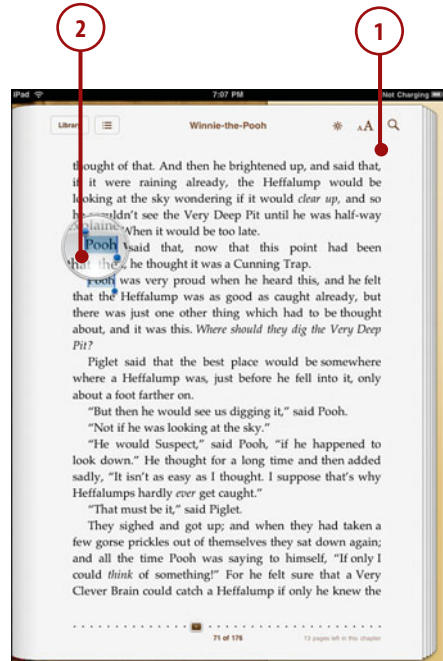 2
1
iPad 7:07 PM Not Charging
Library Winnie-the-Pooh AA
thought of that. And then he brightened up, and said that,
if it were raining already, the Heffalump would be
looking at the sky wondering if it would clear up, and so
he wouldn't see the Very Deep Pit until he was half-way
When it would be too late.
Pooh said that, now that this point had been
he thought it was a Cunning Trap.
Pooh was very proud when he heard this, and he felt
that the Heffalump was as good as caught already, but
there was just one other thing which had to be thought
about, and it was this. Where should they dig the Very Deep
Pit?
Piglet said that the best place would be somewhere
where a Heffalump was, just before he fell into it, only
about a foot farther on.
"But then he would see us digging it," said Pooh.
"Not if he was looking at the sky."
"He would Suspect," said Pooh, "if he happened to
look down." He thought for a long time and then added
sadly, "It isn't as easy as I thought. I suppose that's why
Heffalumps hardly ever get caught."
"That must be it," said Piglet.
They sighed and got up; and when they had taken a
few gorse prickles out of themselves they sat down again;
and all the time Pooh was saying to himself, "If only I
could think of something!" For he felt sure that a Very
Clever Brain could catch a Heffalump if only he knew the
71 of 176 13 pages left in this chapter